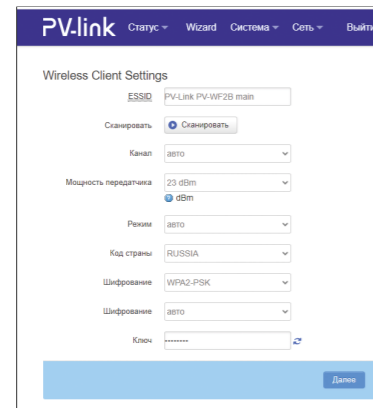 PV-link Статус Wizard Система Сеть Выйти
Wireless Client Settings
ESSID PV-Link PV-WF2B main
Сканировать Сканировать
Канал авто
Мощность передатчика 23 dBm
dBm
Режим авто
Код страны RUSSIA
Шифрование WPA2-PSK
Шифрование авто
Ключ --------
Далее